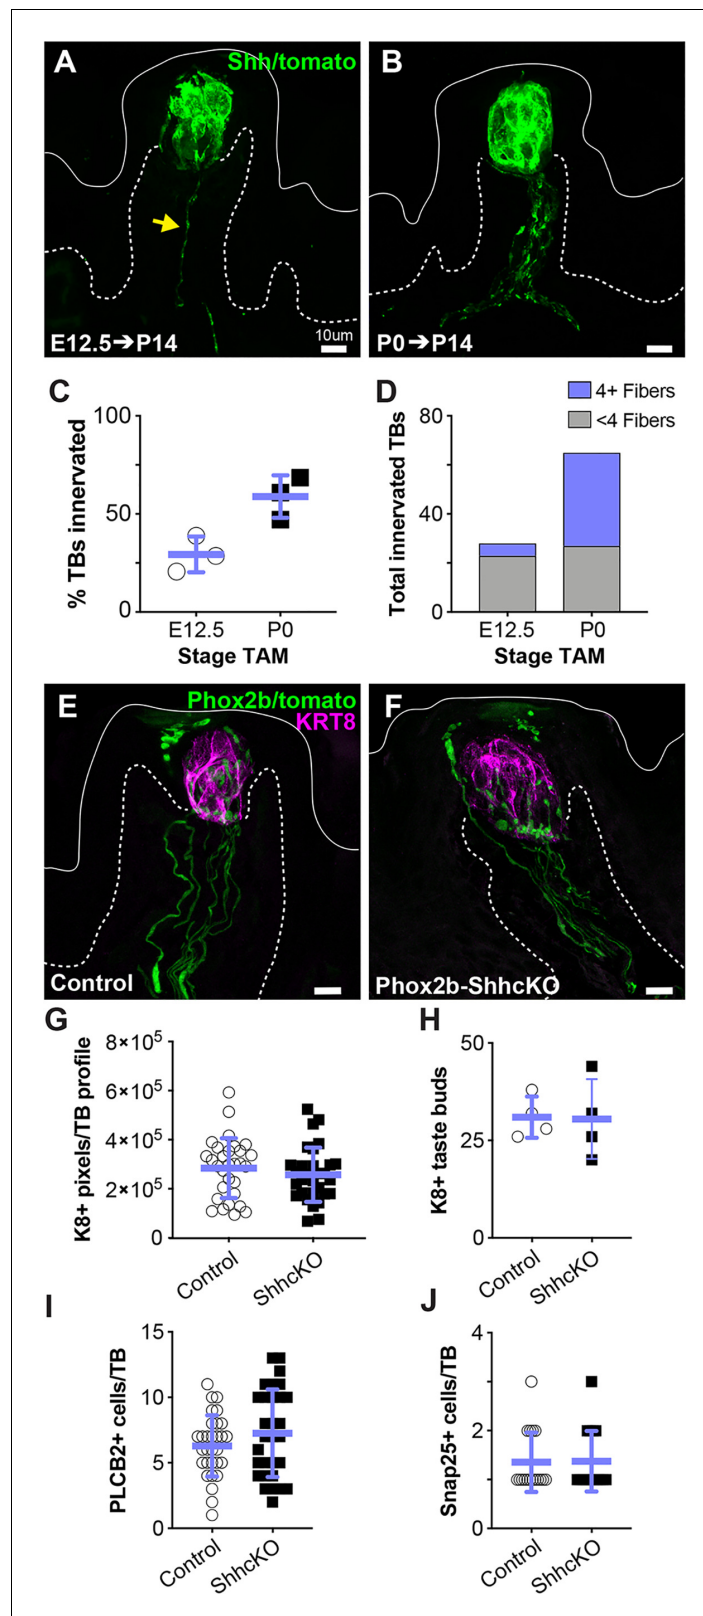 A
Shh/tomato
E12.5➔P14
10um
B
P0➔P14
C
% TBs innervated
100
50
0
E12.5
P0
Stage TAM
D
4+ Fibers
<4 Fibers
Total innervated TBs
80
40
0
E12.5
P0
Stage TAM
E
Phox2b/tomato
KRT8
Control
F
Phox2b-ShhcKO
G
K8+ pixels/TB profile
8×10⁵
6×10⁵
4×10⁵
2×10⁵
0
Control
ShhcKO
H
K8+ taste buds
50
25
0
Control
ShhcKO
I
PLCB2+ cells/TB
15
10
5
0
Control
ShhcKO
J
Snap25+ cells/TB
4
2
0
Control
ShhcKO